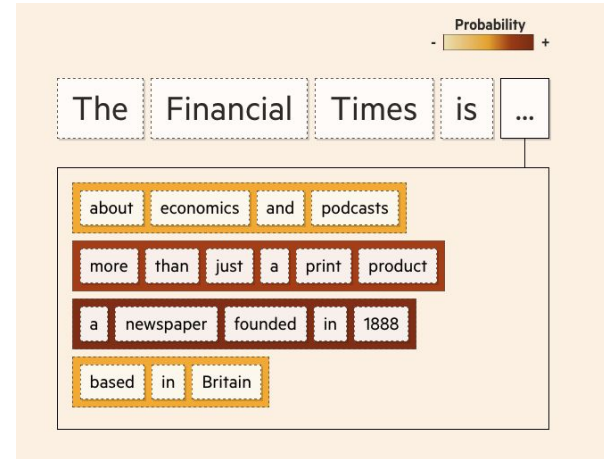 Probability
- +
The Financial Times is ...
about economics and podcasts
more than just a print product
a newspaper founded in 1888
based in Britain